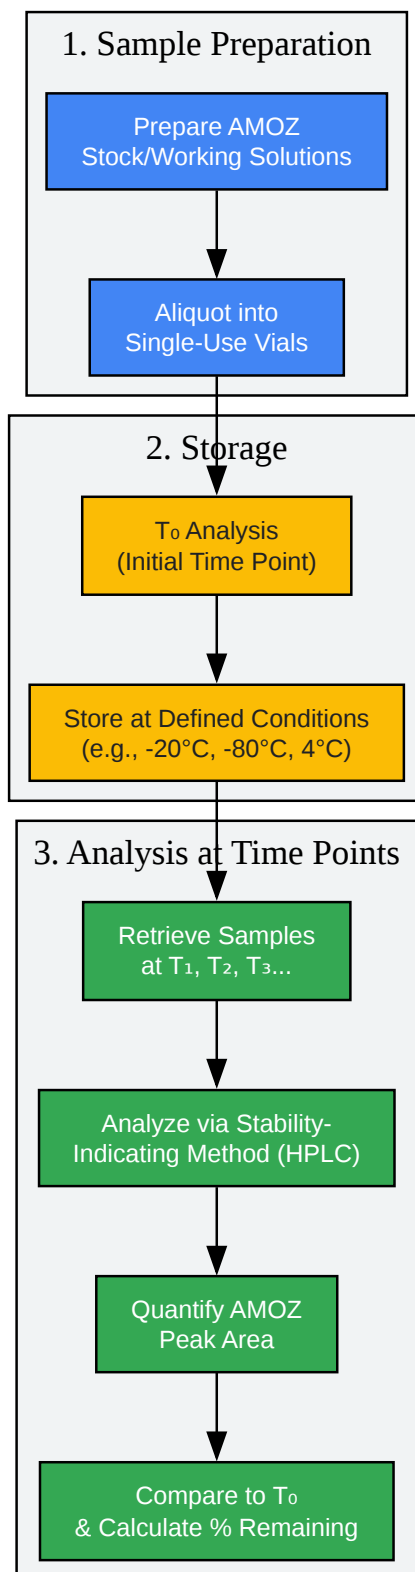 1. Sample Preparation
Prepare AMOZ
Stock/Working Solutions
Aliquot into
Single-Use Vials
2. Storage
T₀ Analysis
(Initial Time Point)
Store at Defined Conditions
(e.g., -20°C, -80°C, 4°C)
3. Analysis at Time Points
Retrieve Samples
at T₁, T₂, T₃...
Analyze via Stability-
Indicating Method (HPLC)
Quantify AMOZ
Peak Area
Compare to T₀
& Calculate % Remaining